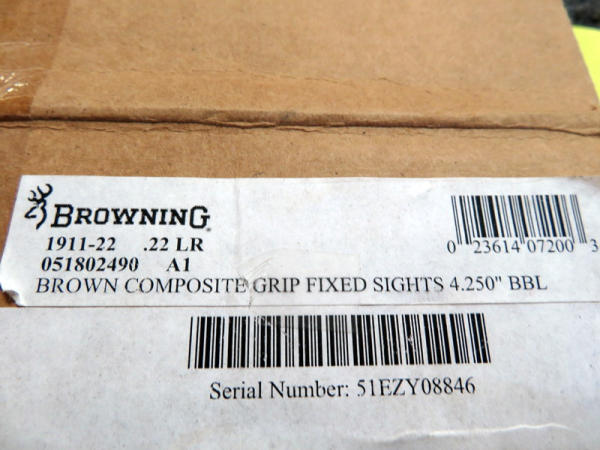 BROWNING
1911-22 .22 LR
051802490 A1
BROWN COMPOSITE GRIP FIXED SIGHTS 4.250" BBL
0 23614 07200 3
Serial Number: 51EZY08846